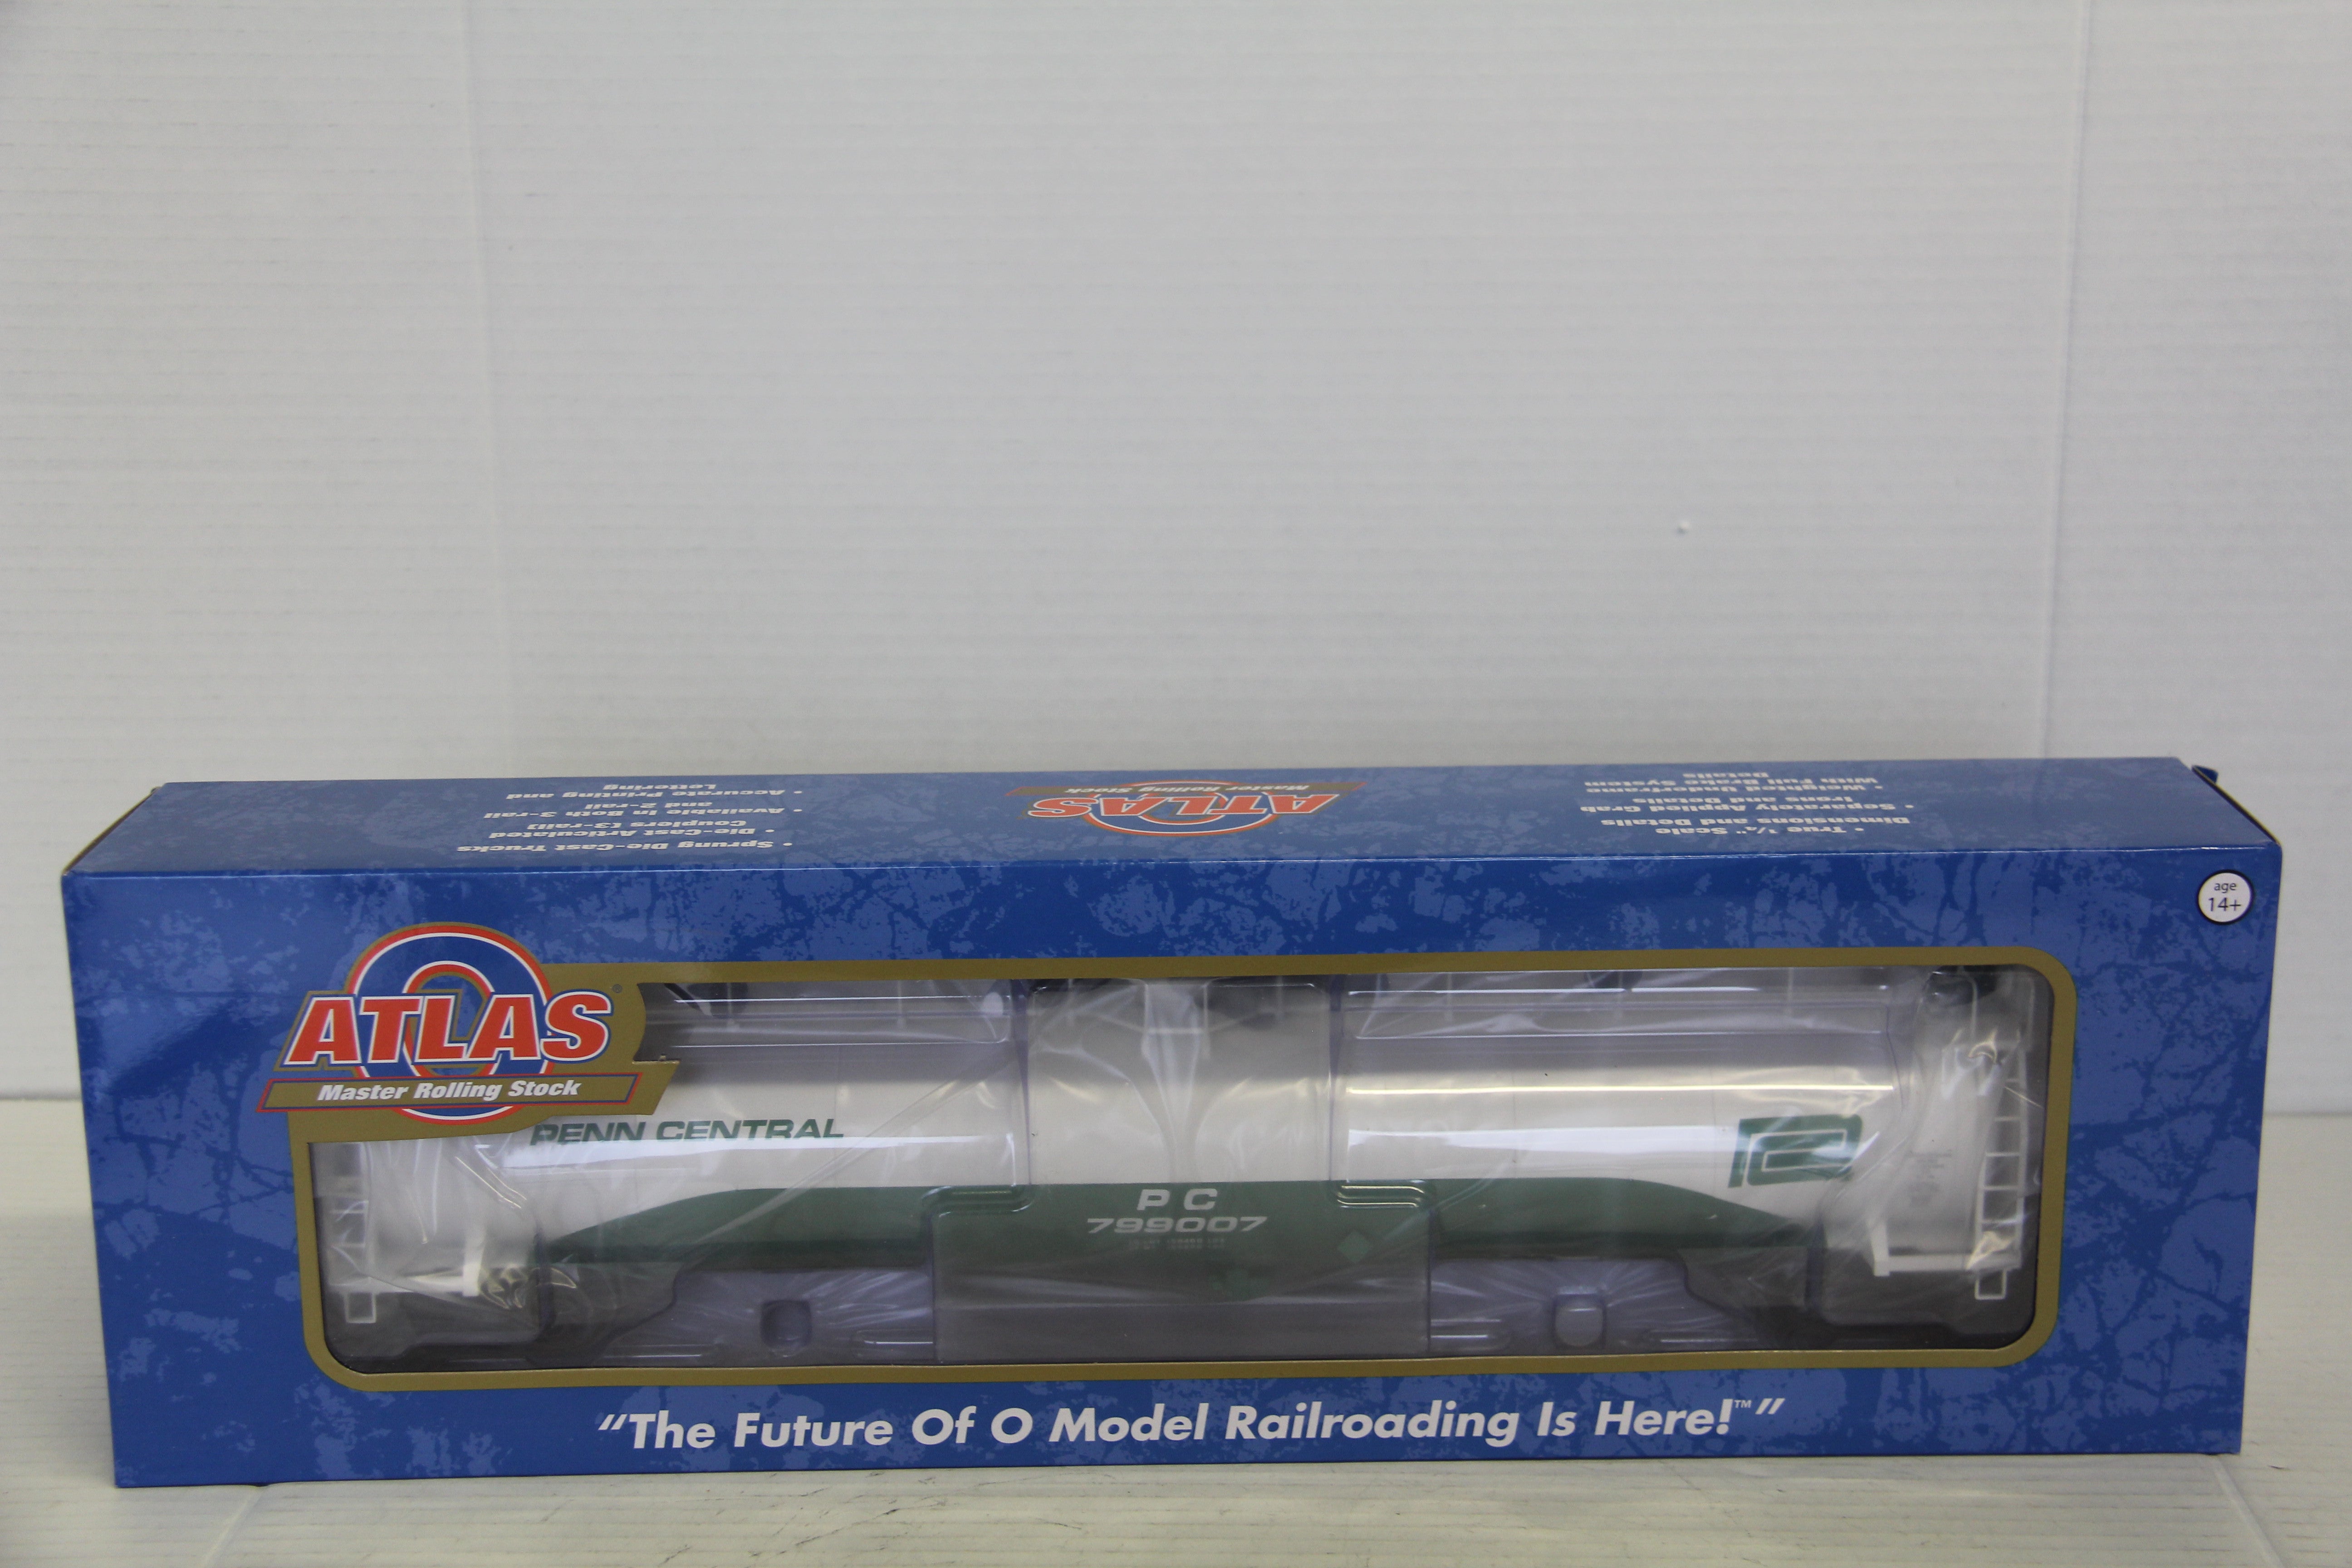 • True 1/4" Scale
Dimensions and Details
• Separately Applied Grab
Irons and Details
• Weighted Underframe
With Full Brake System
Details
ATLAS
Master Rolling Stock
• Sprung Die-Cast Trucks
• Die-Cast Articulated
Couplers (3-rail)
• Available in Both 3-rail
and 2-rail
• Accurate Printing and
Lettering
age
14+
ATLAS®
Master Rolling Stock
PENN CENTRAL
P C
799007
"The Future Of O Model Railroading Is Here!™"